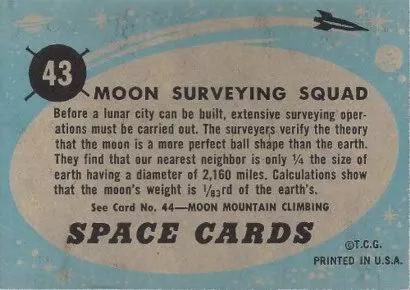 43
MOON SURVEYING SQUAD
Before a lunar city can be built, extensive surveying oper-
ations must be carried out. The surveyors verify the theory
that the moon is a more perfect ball shape than the earth.
They find that our nearest neighbor is only ¼ the size of
earth having a diameter of 2,160 miles. Calculations show
that the moon's weight is 1/83rd of the earth's.
See Card No. 44—MOON MOUNTAIN CLIMBING
SPACE CARDS
©T.C.G.
PRINTED IN U.S.A.